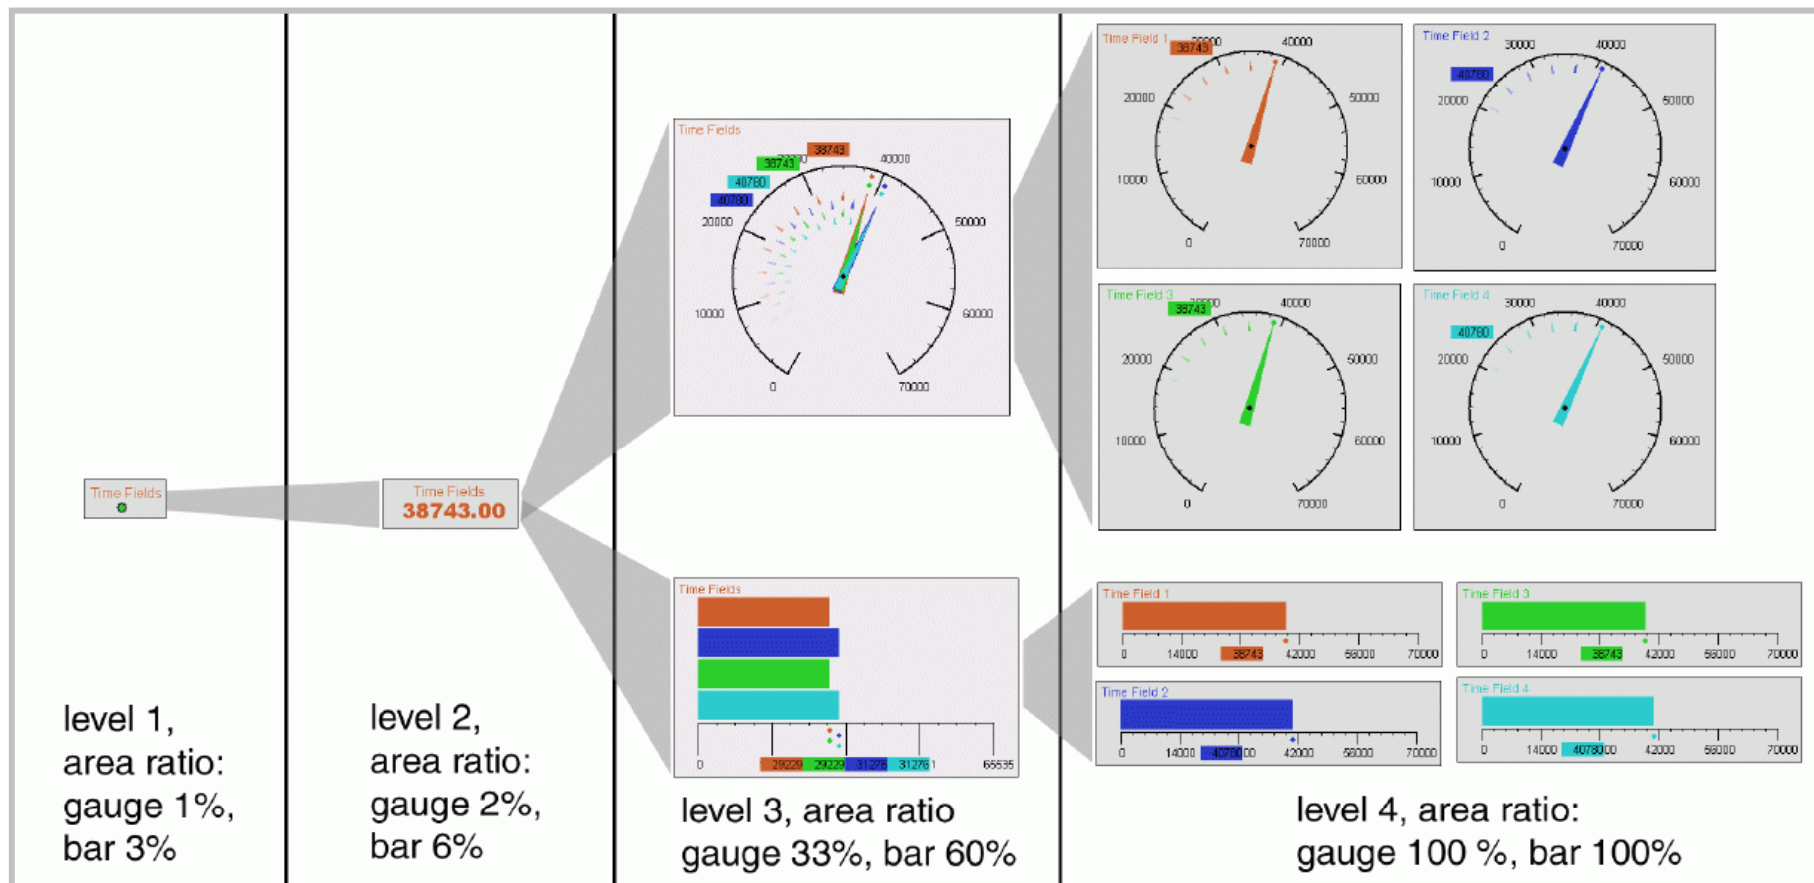 Time Fields
level 1,
area ratio:
gauge 1%,
bar 3%
Time Fields
38743.00
level 2,
area ratio:
gauge 2%,
bar 6%
Time Fields
38743
38743
40000
40780
40780
20000
50000
10000
60000
0
70000
Time Fields
0
29229
29229
31276
31276
65535
level 3, area ratio
gauge 33%, bar 60%
Time Field 1
38743
40000
20000
50000
10000
60000
0
70000
Time Field 2
30000
40000
40780
20000
50000
10000
60000
0
70000
Time Field 3
38743
40000
20000
50000
10000
60000
0
70000
Time Field 4
30000
40000
40780
20000
50000
10000
60000
0
70000
Time Field 1
0 14000 38743 42000 56000 70000
Time Field 3
0 14000 38743 42000 56000 70000
Time Field 2
0 14000 40780 42000 56000 70000
Time Field 4
0 14000 40780 42000 56000 70000
level 4, area ratio:
gauge 100 %, bar 100%